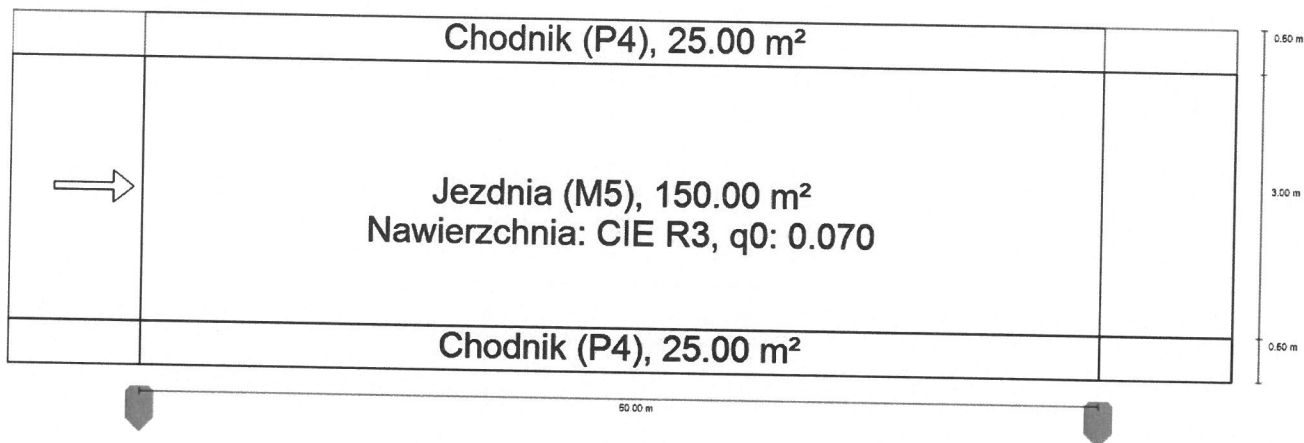 Chodnik (P4), 25.00 m²
0.50 m
Jezdnia (M5), 150.00 m²
Nawierzchnia: CIE R3, q0: 0.070
3.00 m
Chodnik (P4), 25.00 m²
0.50 m
50.00 m